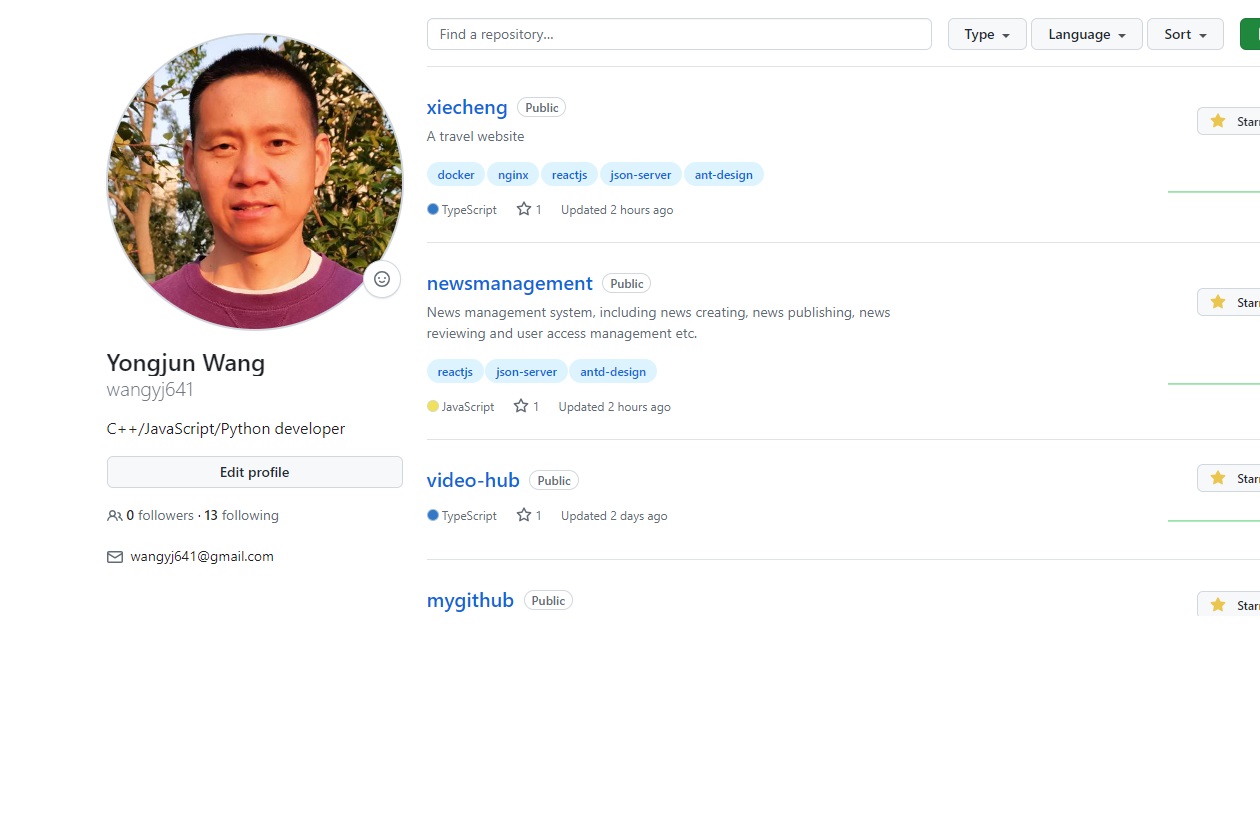 Find a repository...
Type
Language
Sort
xiecheng Public
A travel website
docker nginx reactjs json-server ant-design
TypeScript 1 Updated 2 hours ago
newsmanagement Public
News management system, including news creating, news publishing, news
reviewing and user access management etc.
reactjs json-server antd-design
JavaScript 1 Updated 2 hours ago
video-hub Public
TypeScript 1 Updated 2 days ago
mygithub Public
Yongjun Wang
wangyj641
C++/JavaScript/Python developer
Edit profile
0 followers · 13 following
wangyj641@gmail.com